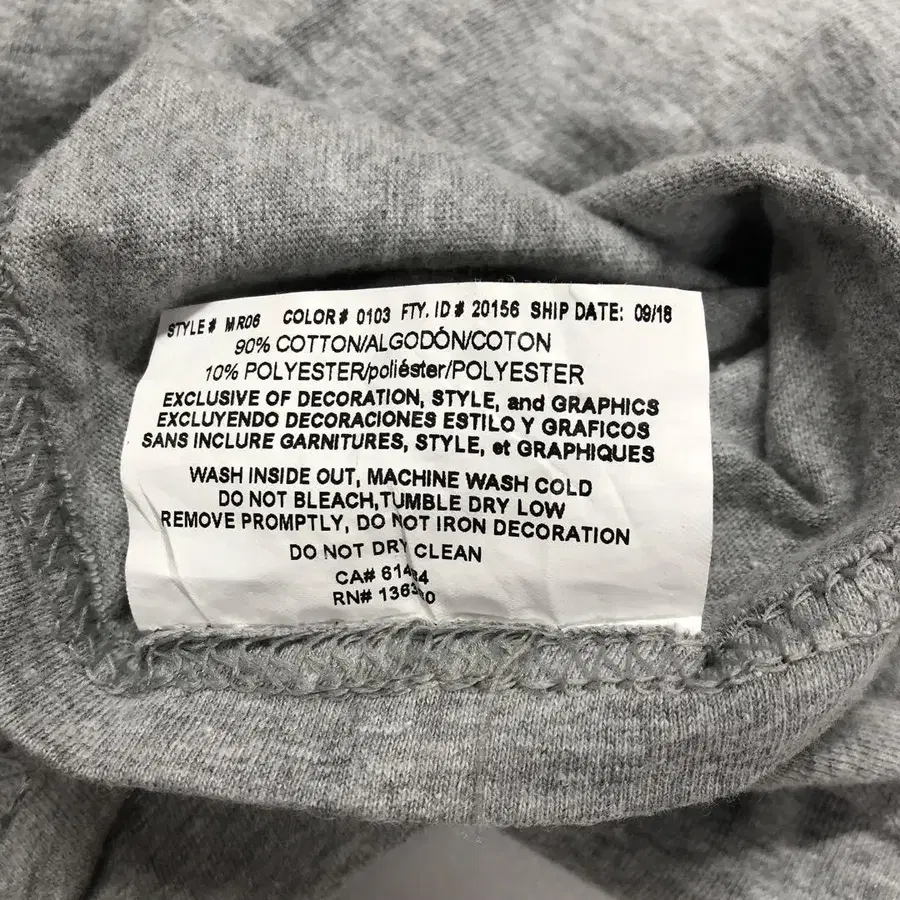 STYLE# MR06 COLOR# 0103 FTY. ID# 20156 SHIP DATE: 09/18
90% COTTON/ALGODÓN/COTON
10% POLYESTER/poliéster/POLYESTER
EXCLUSIVE OF DECORATION, STYLE, and GRAPHICS
EXCLUYENDO DECORACIONES ESTILO Y GRAFICOS
SANS INCLURE GARNITURES, STYLE, et GRAPHIQUES
WASH INSIDE OUT, MACHINE WASH COLD
DO NOT BLEACH,TUMBLE DRY LOW
REMOVE PROMPTLY, DO NOT IRON DECORATION
DO NOT DRY CLEAN
CA#
RN#